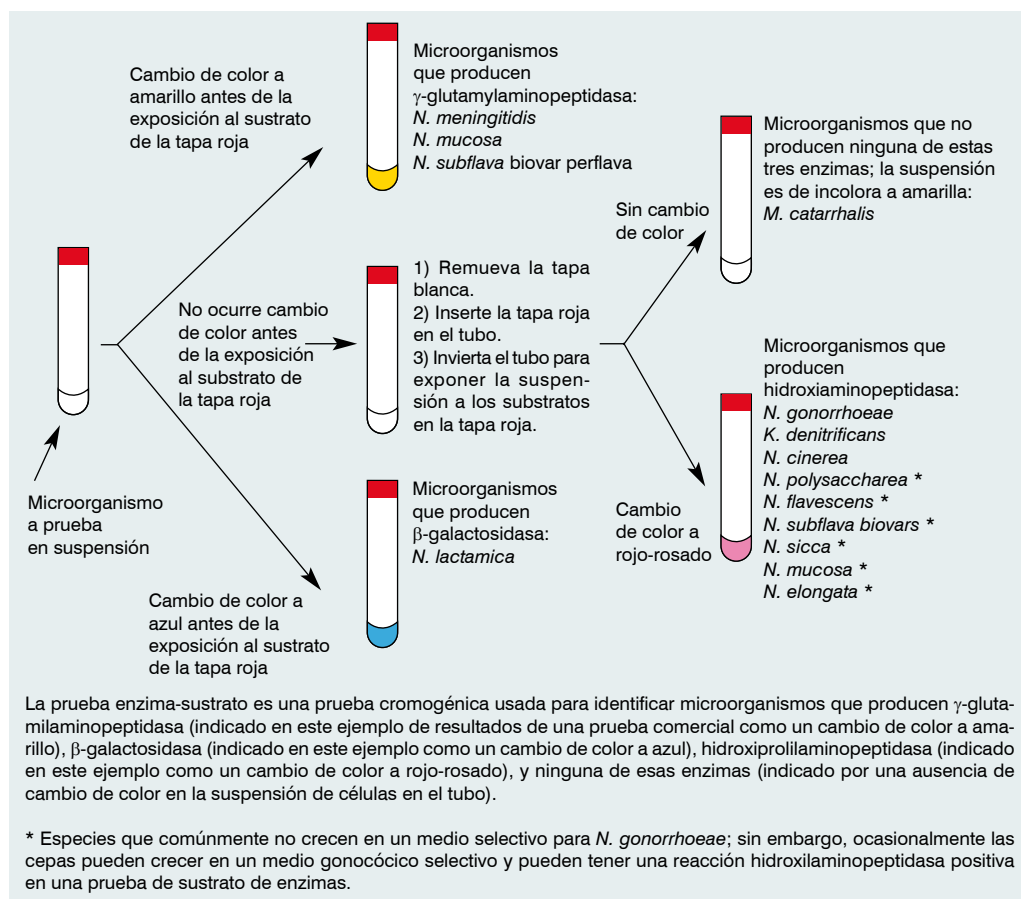 Cambio de color a
amarillo antes de la
exposición al sustrato
de la tapa roja
Microorganismos
que producen
γ-glutamylaminopeptidasa:
N. meningitidis
N. mucosa
N. subflava biovar perflava
Microorganismos que no
producen ninguna de estas
tres enzimas; la suspensión
es de incolora a amarilla:
M. catarrhalis
Sin cambio
de color
No ocurre cambio
de color antes
de la exposición
al substrato de
la tapa roja
1) Remueva la tapa
blanca.
2) Inserte la tapa roja
en el tubo.
3) Invierta el tubo para
exponer la suspen-
sión a los substratos
en la tapa roja.
Microorganismos que
producen
hidroxiaminopeptidasa:
N. gonorrhoeae
K. denitrificans
N. cinerea
N. polysaccharea *
N. flavescens *
N. subflava biovars *
N. sicca *
N. mucosa *
N. elongata *
Cambio
de color a
rojo-rosado
Microorganismo
a prueba
en suspensión
Microorganismos
que producen
β-galactosidasa:
N. lactamica
Cambio de color a
azul antes de la
exposición al sustrato
de la tapa roja
La prueba enzima-sustrato es una prueba cromogénica usada para identificar microorganismos que producen γ-gluta-
milaminopeptidasa (indicado en este ejemplo de resultados de una prueba comercial como un cambio de color a ama-
rillo), β-galactosidasa (indicado en este ejemplo como un cambio de color a azul), hidroxiprolilaminopeptidasa (indicado
en este ejemplo como un cambio de color a rojo-rosado), y ninguna de esas enzimas (indicado por una ausencia de
cambio de color en la suspensión de células en el tubo).
* Especies que comúnmente no crecen en un medio selectivo para N. gonorrhoeae; sin embargo, ocasionalmente las
cepas pueden crecer en un medio gonocócico selectivo y pueden tener una reacción hidroxilaminopeptidasa positiva
en una prueba de sustrato de enzimas.